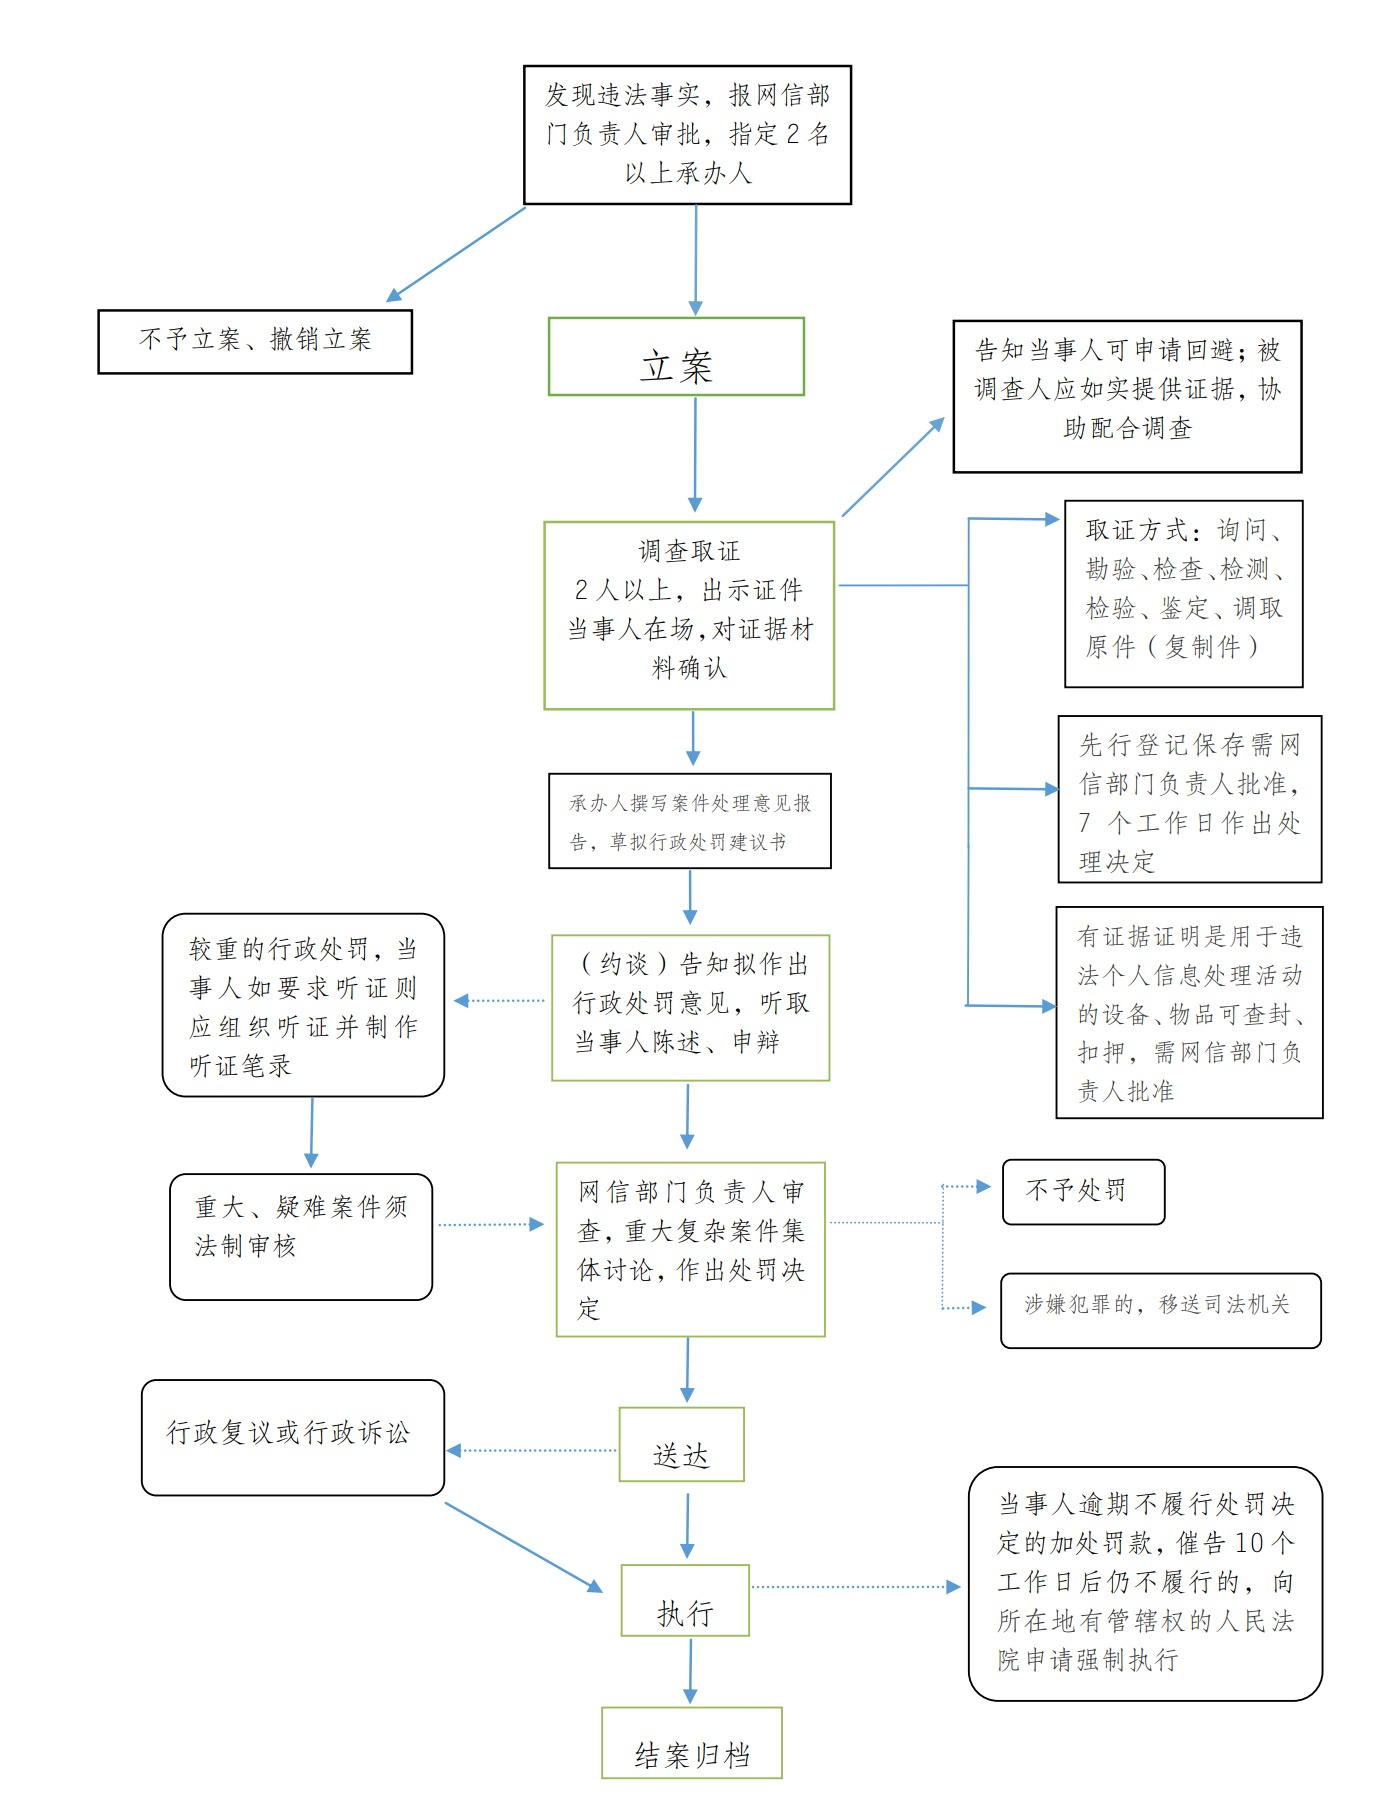 发现违法事实，报网信部
门负责人审批，指定2名
以上承办人
不予立案、撤销立案
立案
告知当事人可申请回避；被
调查人应如实提供证据，协
助配合调查
调查取证
2人以上，出示证件
当事人在场，对证据材
料确认
取证方式：询问、
勘验、检查、检测、
检验、鉴定、调取
原件（复制件）
先行登记保存需网
信部门负责人批准，
7 个工作日作出处
理决定
承办人撰写案件处理意见报
告，草拟行政处罚建议书
有证据证明是用于违
法个人信息处理活动
的设备、物品可查封、
扣押，需网信部门负
责人批准
较重的行政处罚，当
事人如要求听证则
应组织听证并制作
听证笔录
（约谈）告知拟作出
行政处罚意见，听取
当事人陈述、申辩
重大、疑难案件须
法制审核
网信部门负责人审
查，重大复杂案件集
体讨论，作出处罚决
定
不予处罚
涉嫌犯罪的，移送司法机关
行政复议或行政诉讼
送达
当事人逾期不履行处罚决
定的加处罚款，催告10个
工作日后仍不履行的，向
所在地有管辖权的人民法
院申请强制执行
执行
结案归档